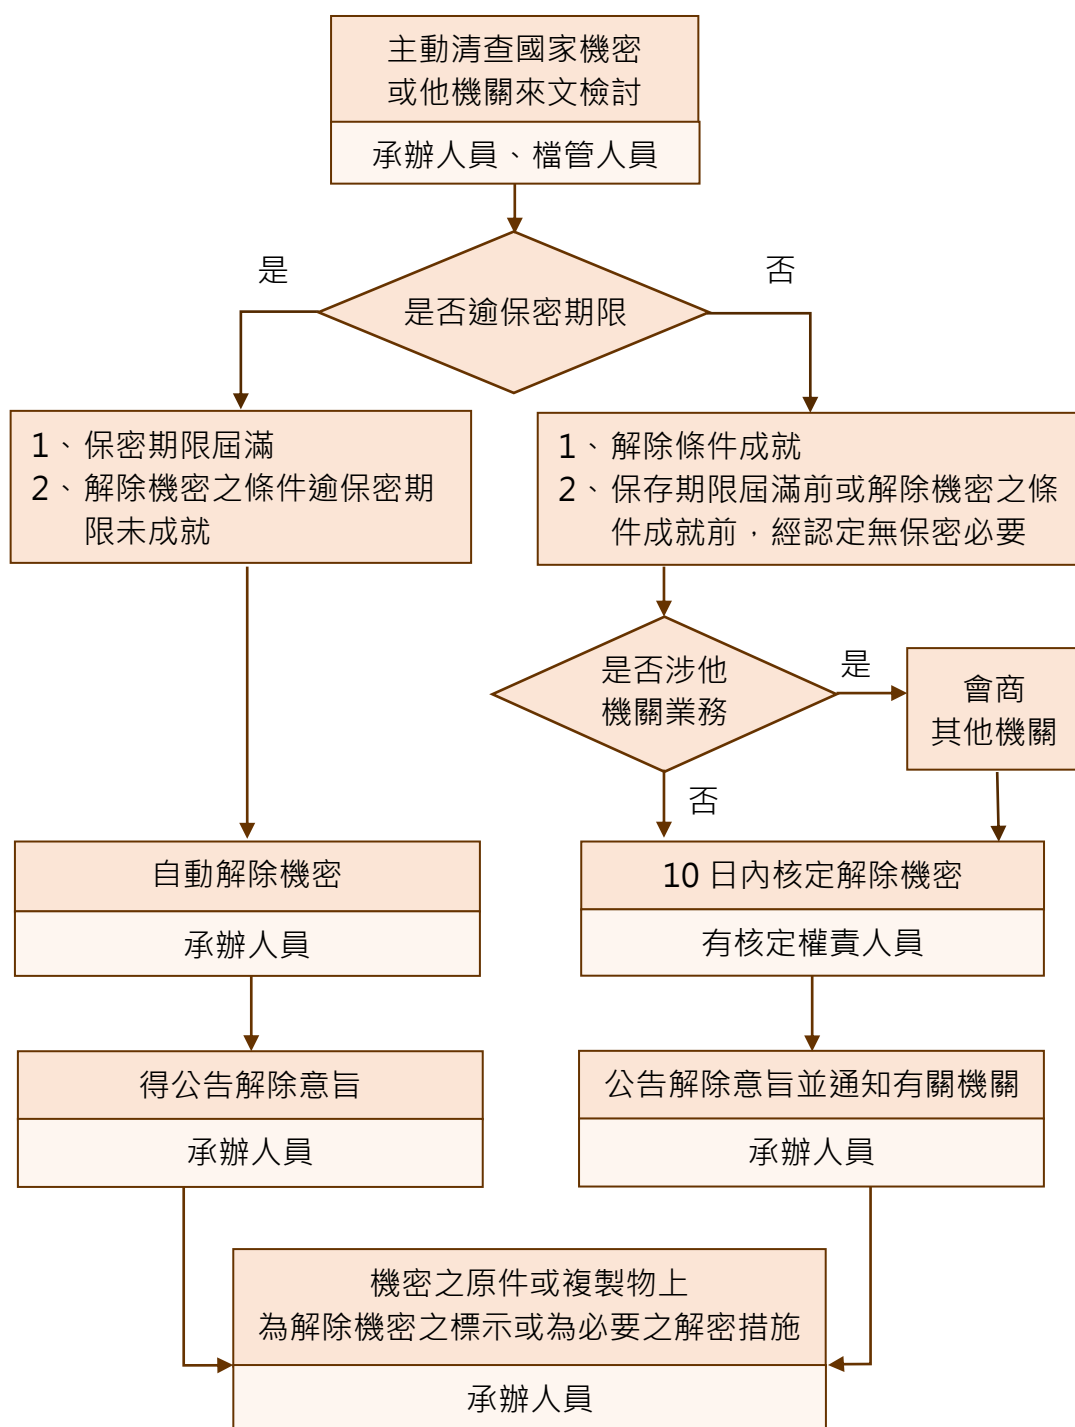 主動清查國家機密
或他機關來文檢討
承辦人員、檔管人員
是
否
是否逾保密期限
1、保密期限屆滿
2、解除機密之條件逾保密期
限未成就
1、解除條件成就
2、保存期限屆滿前或解除機密之條
件成就前，經認定無保密必要
是否涉他
機關業務
是
會商
其他機關
否
自動解除機密
承辦人員
10 日內核定解除機密
有核定權責人員
得公告解除意旨
承辦人員
公告解除意旨並通知有關機關
承辦人員
機密之原件或複製物上
為解除機密之標示或為必要之解密措施
承辦人員